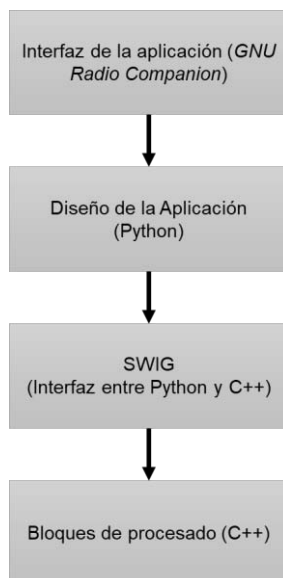 Interfaz de la aplicación (GNU
Radio Companion)
Diseño de la Aplicación
(Python)
SWIG
(Interfaz entre Python y C++)
Bloques de procesado (C++)